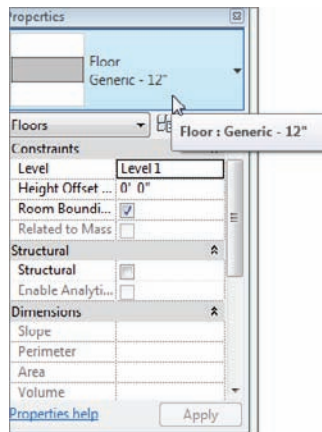 Properties
Floor
Generic - 12"
Floors
Floor : Generic - 12"
Constraints
Level Level 1
Height Offset ... 0' 0"
Room Boundi...
Related to Mass
Structural
Structural
Enable Analyti...
Dimensions
Slope
Perimeter
Area
Volume
Properties help Apply